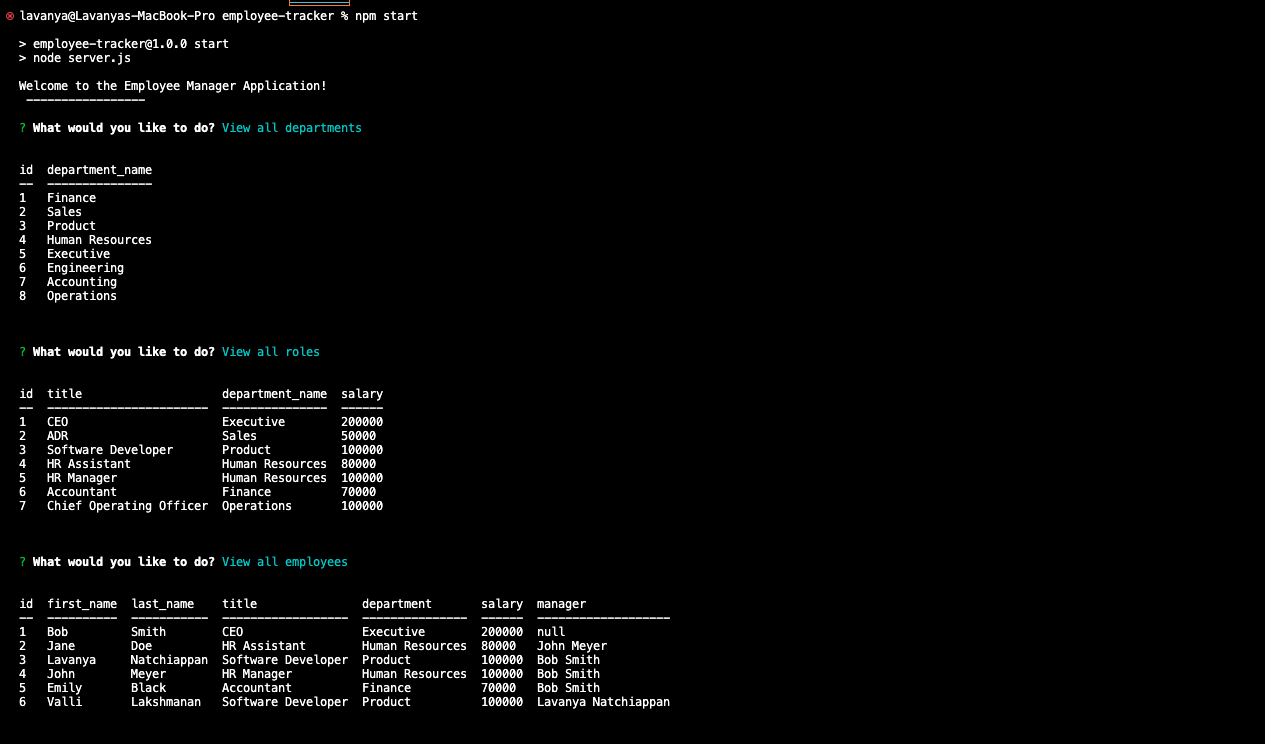 lavanya@Lavanyas-MacBook-Pro employee-tracker % npm start
> employee-tracker@1.0.0 start
> node server.js
Welcome to the Employee Manager Application!
-----------------
? What would you like to do? View all departments
id  department_name
--  ---------------
1   Finance
2   Sales
3   Product
4   Human Resources
5   Executive
6   Engineering
7   Accounting
8   Operations
? What would you like to do? View all roles
id  title                    department_name  salary
--  -----------------------  ---------------  ------
1   CEO                      Executive        200000
2   ADR                      Sales            50000
3   Software Developer       Product          100000
4   HR Assistant             Human Resources  80000
5   HR Manager               Human Resources  100000
6   Accountant               Finance          70000
7   Chief Operating Officer  Operations       100000
? What would you like to do? View all employees
id  first_name  last_name    title               department       salary  manager
--  ----------  -----------  ------------------  ---------------  ------  -------------------
1   Bob         Smith        CEO                 Executive        200000  null
2   Jane        Doe          HR Assistant        Human Resources  80000   John Meyer
3   Lavanya     Natchiappan  Software Developer  Product          100000  Bob Smith
4   John        Meyer        HR Manager          Human Resources  100000  Bob Smith
5   Emily       Black        Accountant          Finance          70000   Bob Smith
6   Valli       Lakshmanan   Software Developer  Product          100000  Lavanya Natchiappan